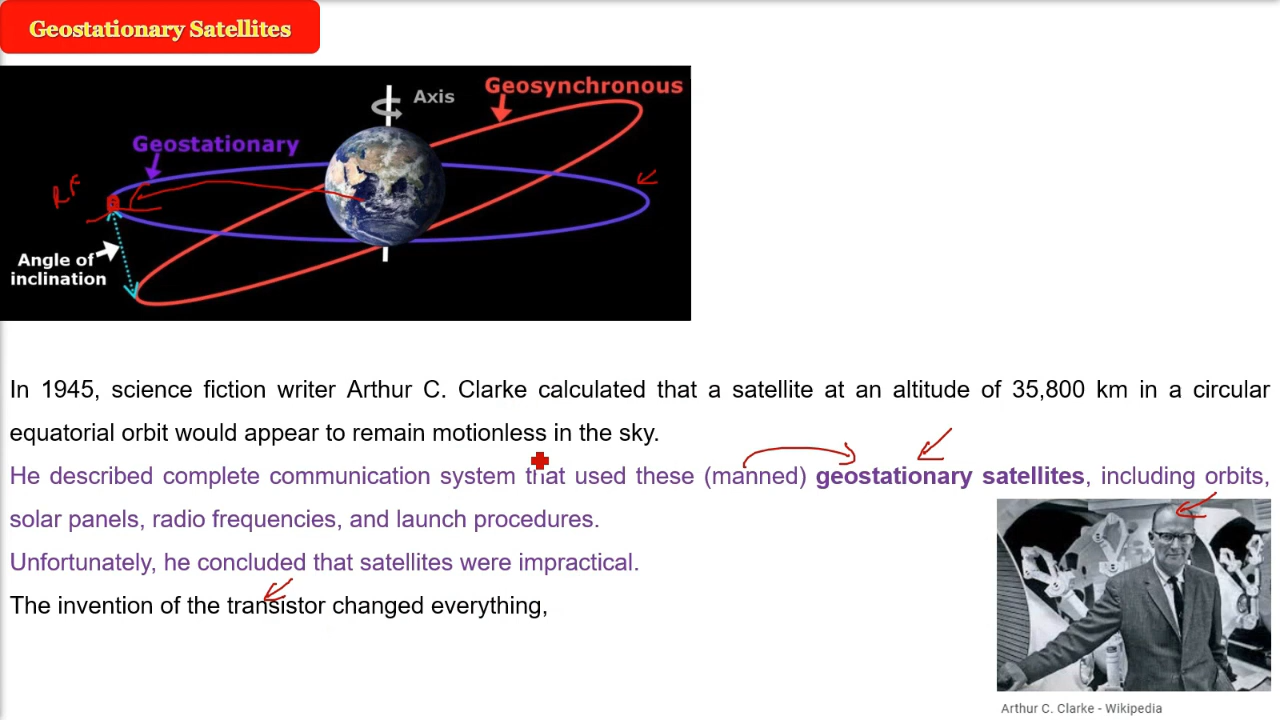 Geostationary Satellites
Geosynchronous
Axis
Geostationary
RF
Angle of
inclination
In 1945, science fiction writer Arthur C. Clarke calculated that a satellite at an altitude of 35,800 km in a circular
equatorial orbit would appear to remain motionless in the sky.
He described complete communication system that used these (manned) geostationary satellites, including orbits,
solar panels, radio frequencies, and launch procedures.
Unfortunately, he concluded that satellites were impractical.
The invention of the transistor changed everything,
Arthur C. Clarke - Wikipedia